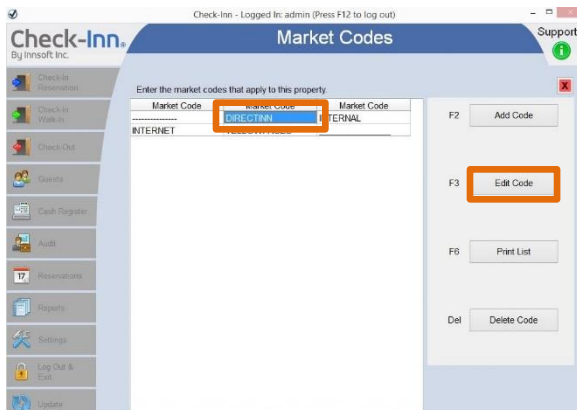 Check-Inn - Logged In: admin (Press F12 to log out)
Check-Inn®
By Innsoft Inc.
Market Codes
Support
i
Check-In
Reservation
Check-In
Walk-In
Check-Out
Guests
Cash Register
Audit
17
Reservations
Reports
Settings
Log Out &
Exit
Update
Enter the market codes that apply to this property.
X
Market Code Market Code Market Code
--------------- DIRECTINN
INTERNET
F2 Add Code
F3 Edit Code
F6 Print List
Del Delete Code